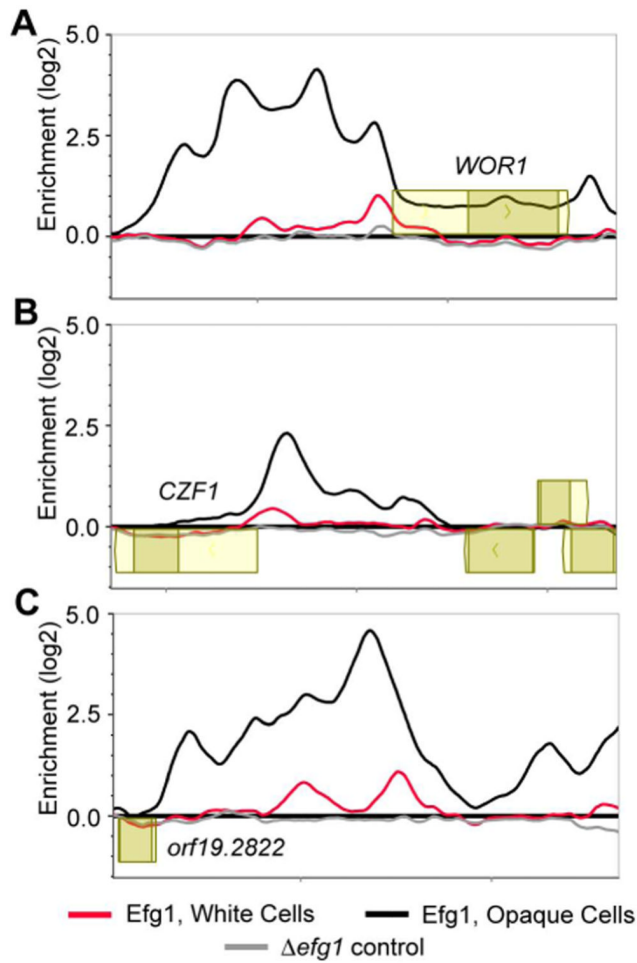 A
Enrichment (log2)
5.0
2.5
0.0
WOR1
B
Enrichment (log2)
5.0
2.5
0.0
CZF1
C
Enrichment (log2)
5.0
2.5
0.0
orf19.2822
Efg1, White Cells
Efg1, Opaque Cells
Δefg1 control